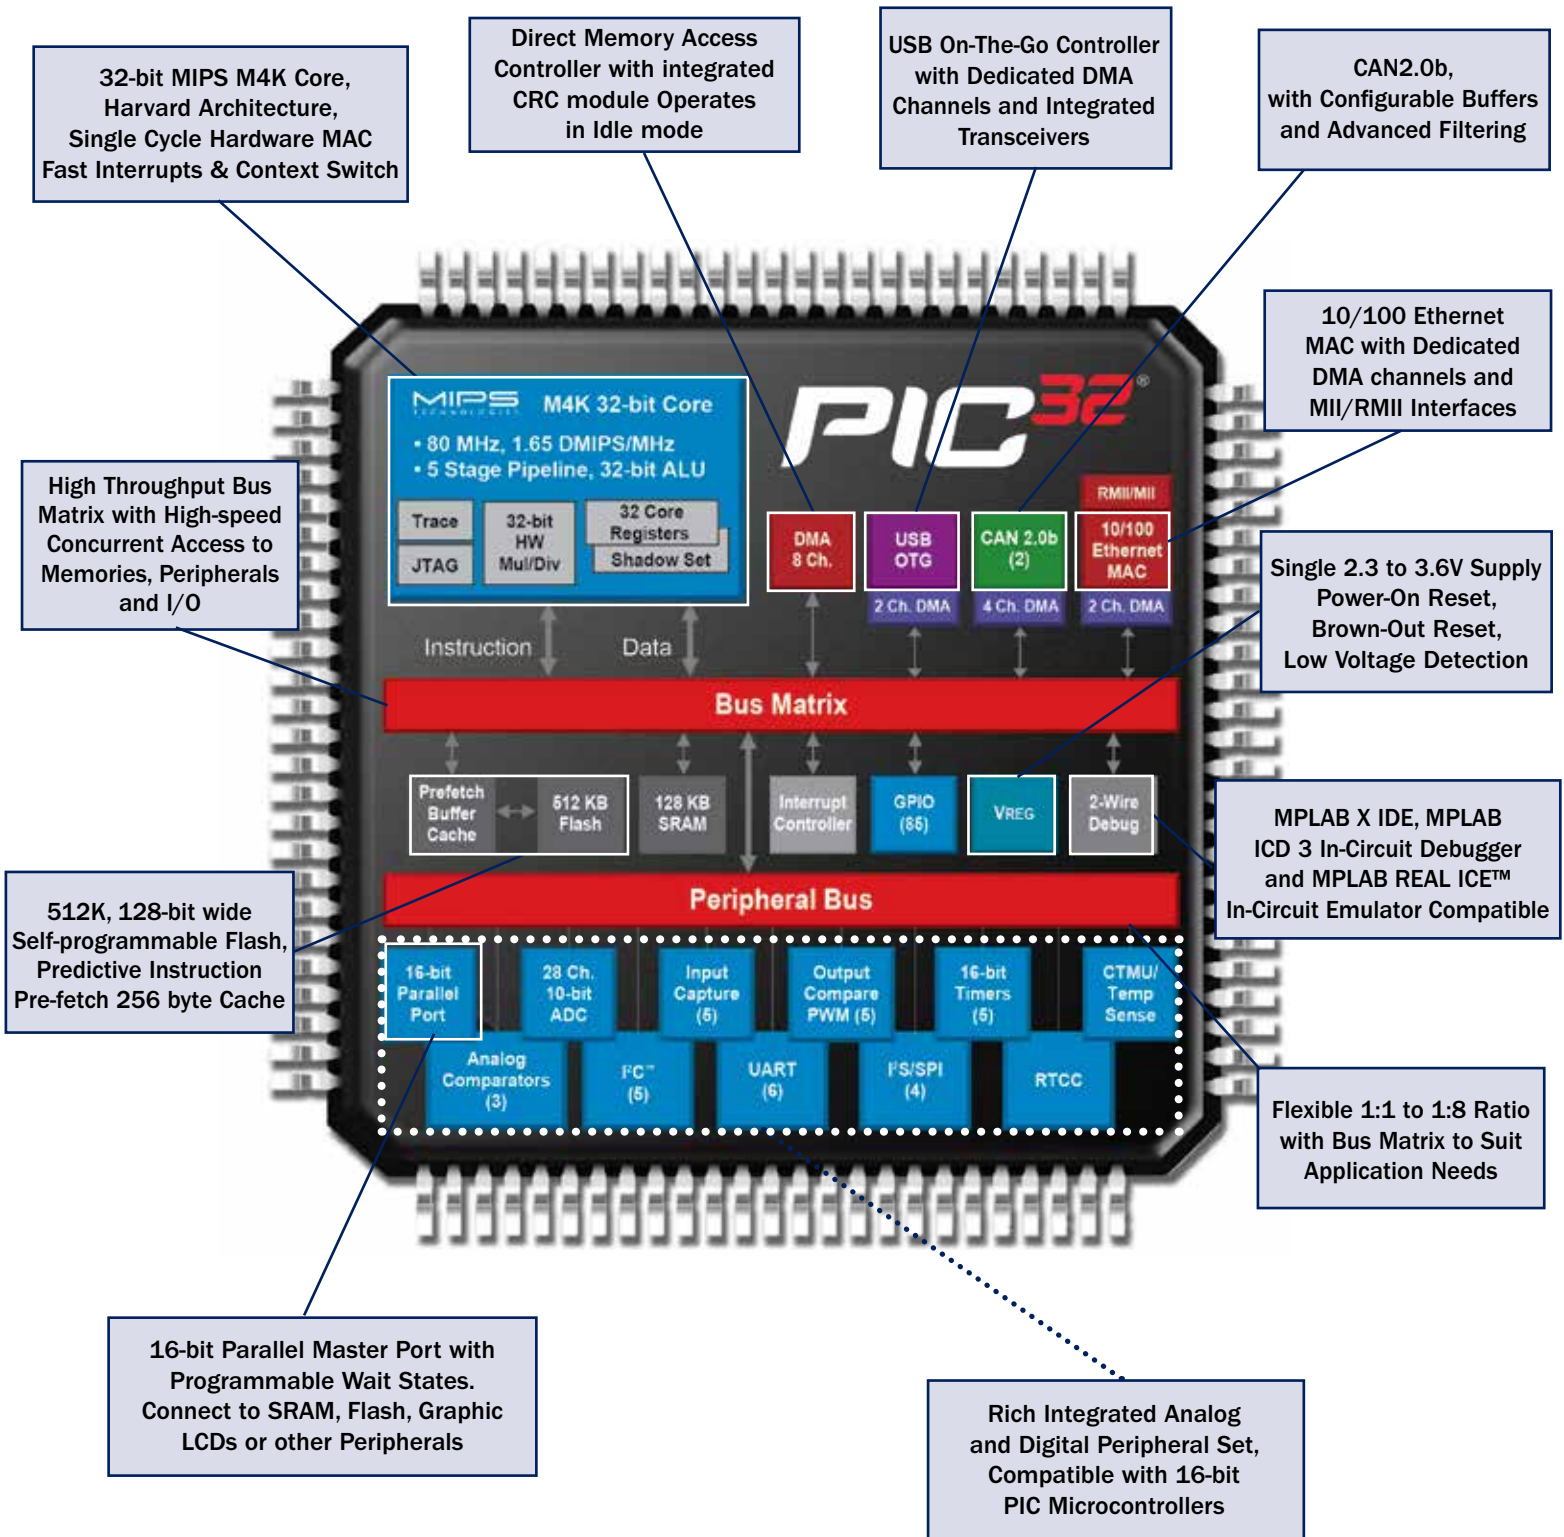 32-bit MIPS M4K Core,
Harvard Architecture,
Single Cycle Hardware MAC
Fast Interrupts & Context Switch
Direct Memory Access
Controller with integrated
CRC module Operates
in Idle mode
USB On-The-Go Controller
with Dedicated DMA
Channels and Integrated
Transceivers
CAN2.0b,
with Configurable Buffers
and Advanced Filtering
10/100 Ethernet
MAC with Dedicated
DMA channels and
MII/RMII Interfaces
MIPS
TECHNOLOGIES
M4K 32-bit Core
• 80 MHz, 1.65 DMIPS/MHz
• 5 Stage Pipeline, 32-bit ALU
Trace
JTAG
32-bit
HW
Mul/Div
32 Core
Registers
Shadow Set
PIC32®
DMA
8 Ch.
USB
OTG
2 Ch. DMA
CAN 2.0b
(2)
4 Ch. DMA
RMII/MII
10/100
Ethernet
MAC
2 Ch. DMA
High Throughput Bus
Matrix with High-speed
Concurrent Access to
Memories, Peripherals
and I/O
Single 2.3 to 3.6V Supply
Power-On Reset,
Brown-Out Reset,
Low Voltage Detection
Instruction
Data
Bus Matrix
Prefetch
Buffer
Cache
512 KB
Flash
128 KB
SRAM
Interrupt
Controller
GPIO
(85)
VREG
2-Wire
Debug
MPLAB X IDE, MPLAB
ICD 3 In-Circuit Debugger
and MPLAB REAL ICE™
In-Circuit Emulator Compatible
512K, 128-bit wide
Self-programmable Flash,
Predictive Instruction
Pre-fetch 256 byte Cache
Peripheral Bus
16-bit
Parallel
Port
28 Ch.
10-bit
ADC
Input
Capture
(5)
Output
Compare
PWM (5)
16-bit
Timers
(5)
CTMU/
Temp
Sense
Analog
Comparators
(3)
I²C™
(5)
UART
(6)
I²S/SPI
(4)
RTCC
Flexible 1:1 to 1:8 Ratio
with Bus Matrix to Suit
Application Needs
16-bit Parallel Master Port with
Programmable Wait States.
Connect to SRAM, Flash, Graphic
LCDs or other Peripherals
Rich Integrated Analog
and Digital Peripheral Set,
Compatible with 16-bit
PIC Microcontrollers